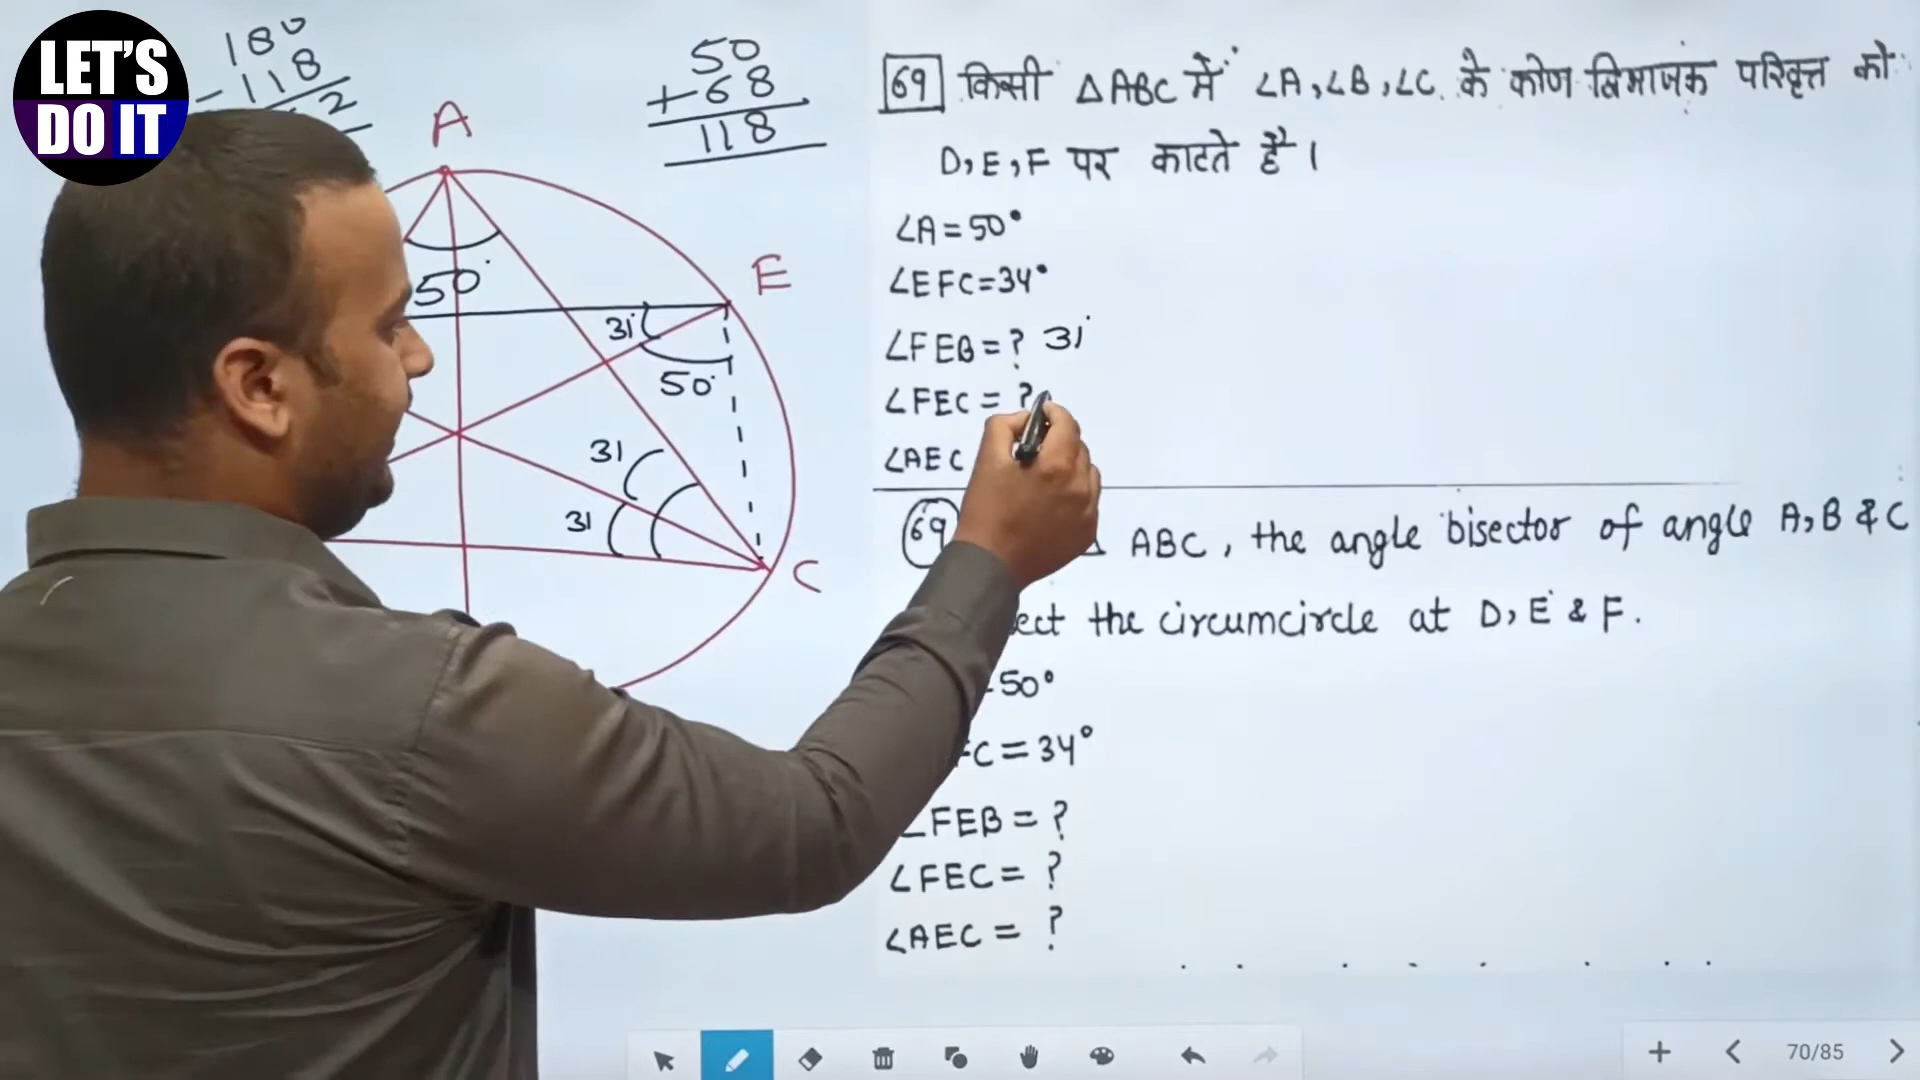 LET'S
DO IT
180
-118
2
50
+68
118
A
E
50°
31°
50°
31
31
C
69 किसी △ABC में ∠A,∠B,∠C. के कोण विभाजक परिवृत्त को
D,E,F पर काटते है।
∠A=50°
∠EFC=34°
∠FEB=? 31°
∠FEC = ?
∠AEC
69 △ ABC, the angle bisector of angle A, B & C
ect the circumcircle at D, E & F.
50°
FC = 34°
∠FEB = ?
∠FEC = ?
∠AEC = ?
70/85